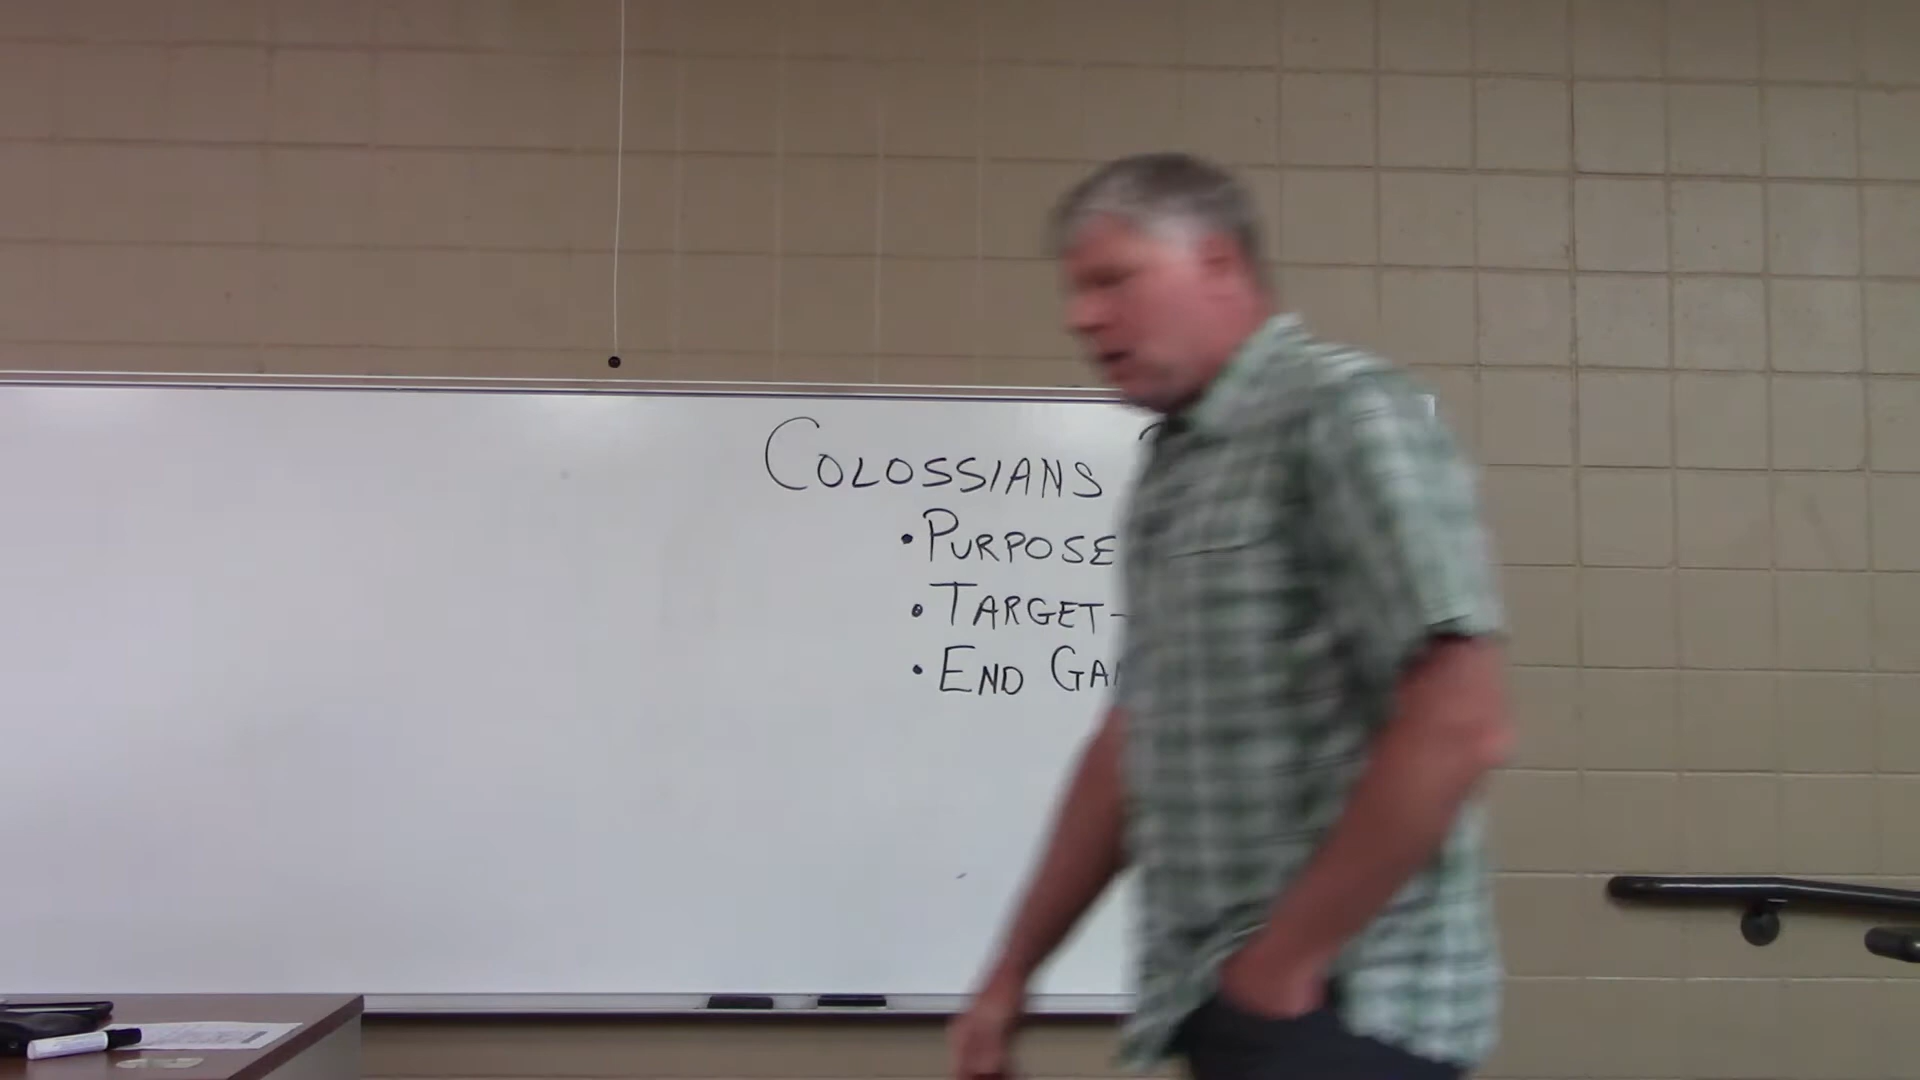 COLOSSIANS
• PURPOSE
• TARGET-
• END